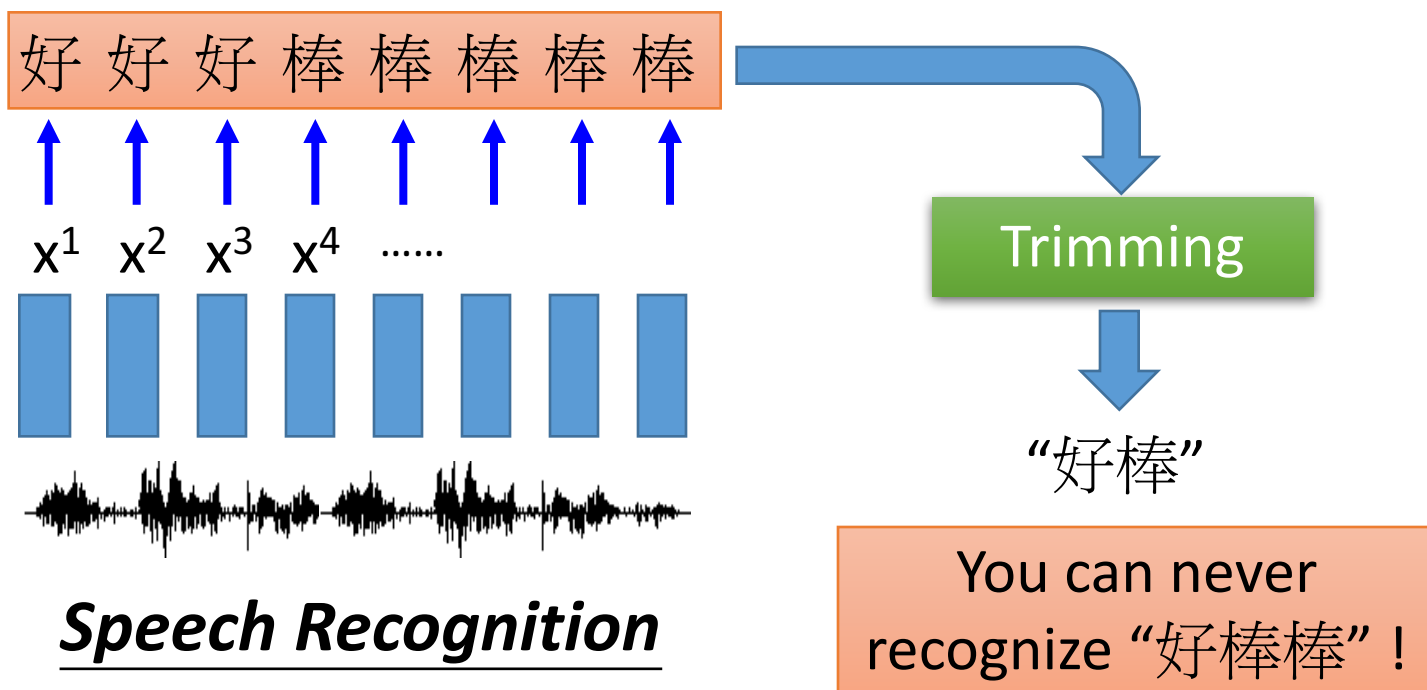 好 好 好 棒 棒 棒 棒 棒
x¹ x² x³ x⁴ ……
Speech Recognition
Trimming
“好棒”
You can never
recognize “好棒棒” !